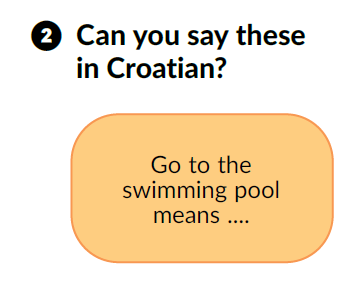 2 Can you say these
in Croatian?
Go to the
swimming pool
means ....